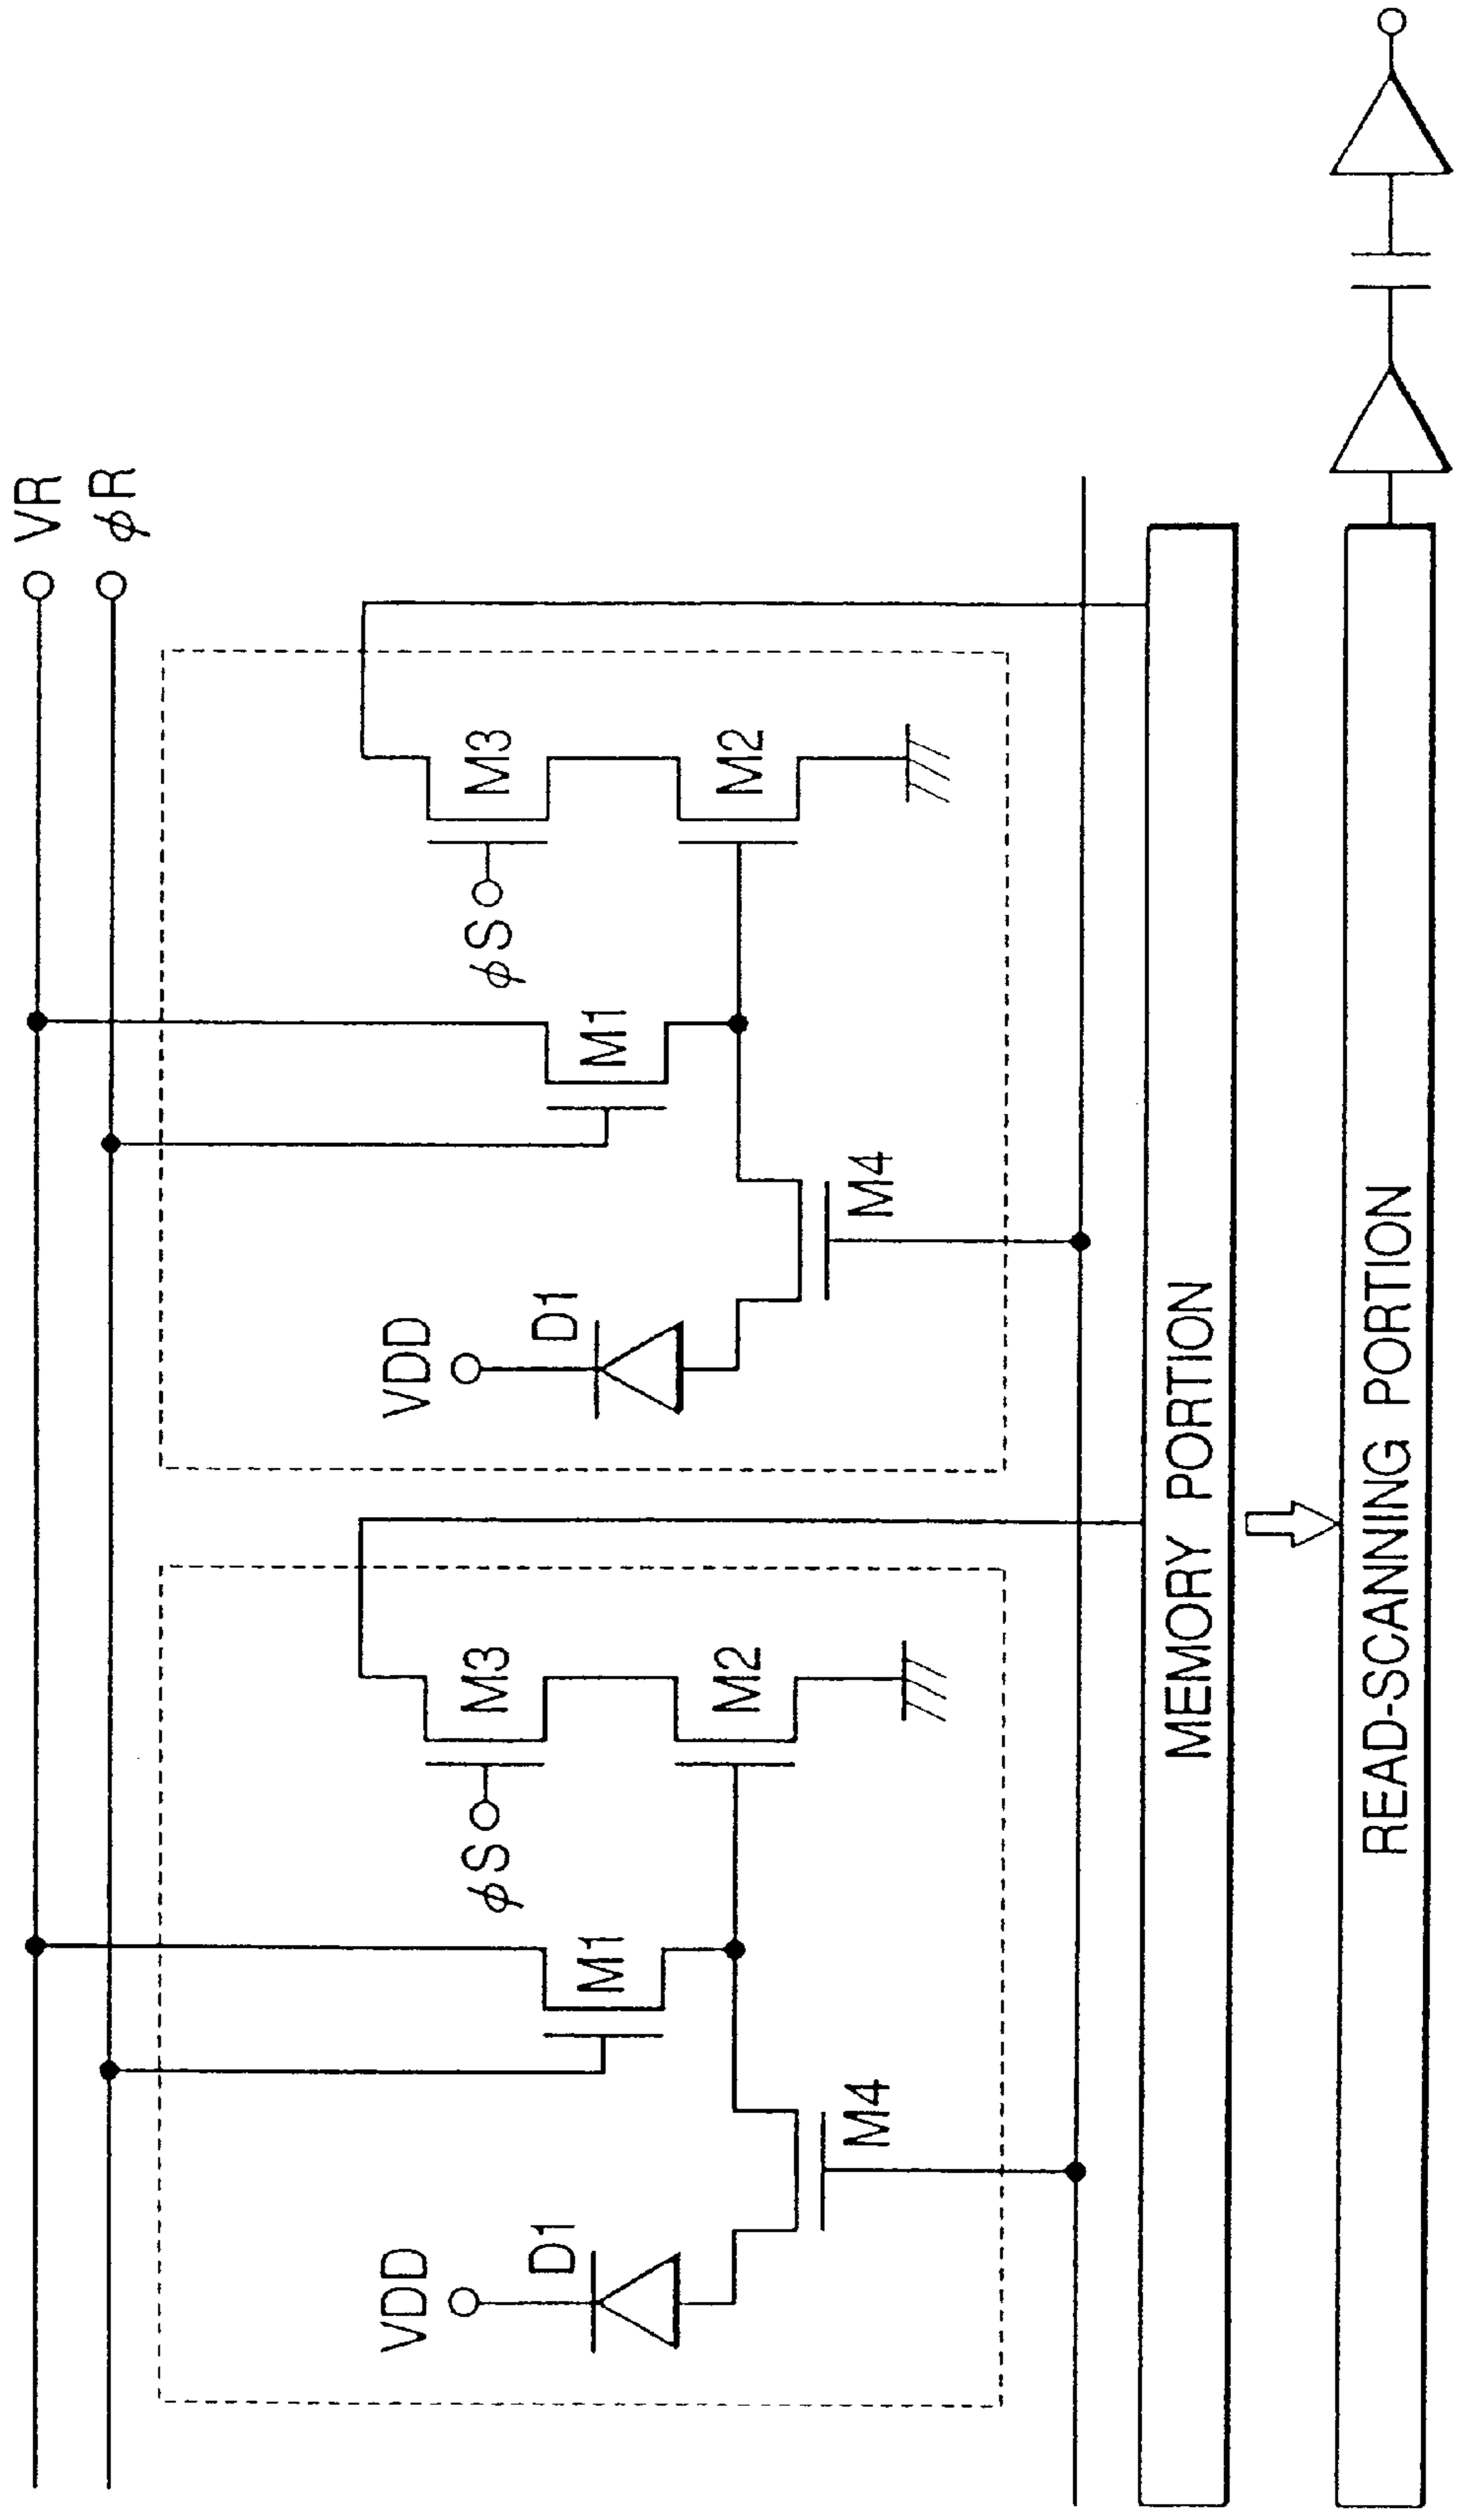 VR
φR
VDD
D1
M4
M1
φS
M3
M2
VDD
D1
M4
M1
φS
M3
M2
MEMORY PORTION
READ-SCANNING PORTION